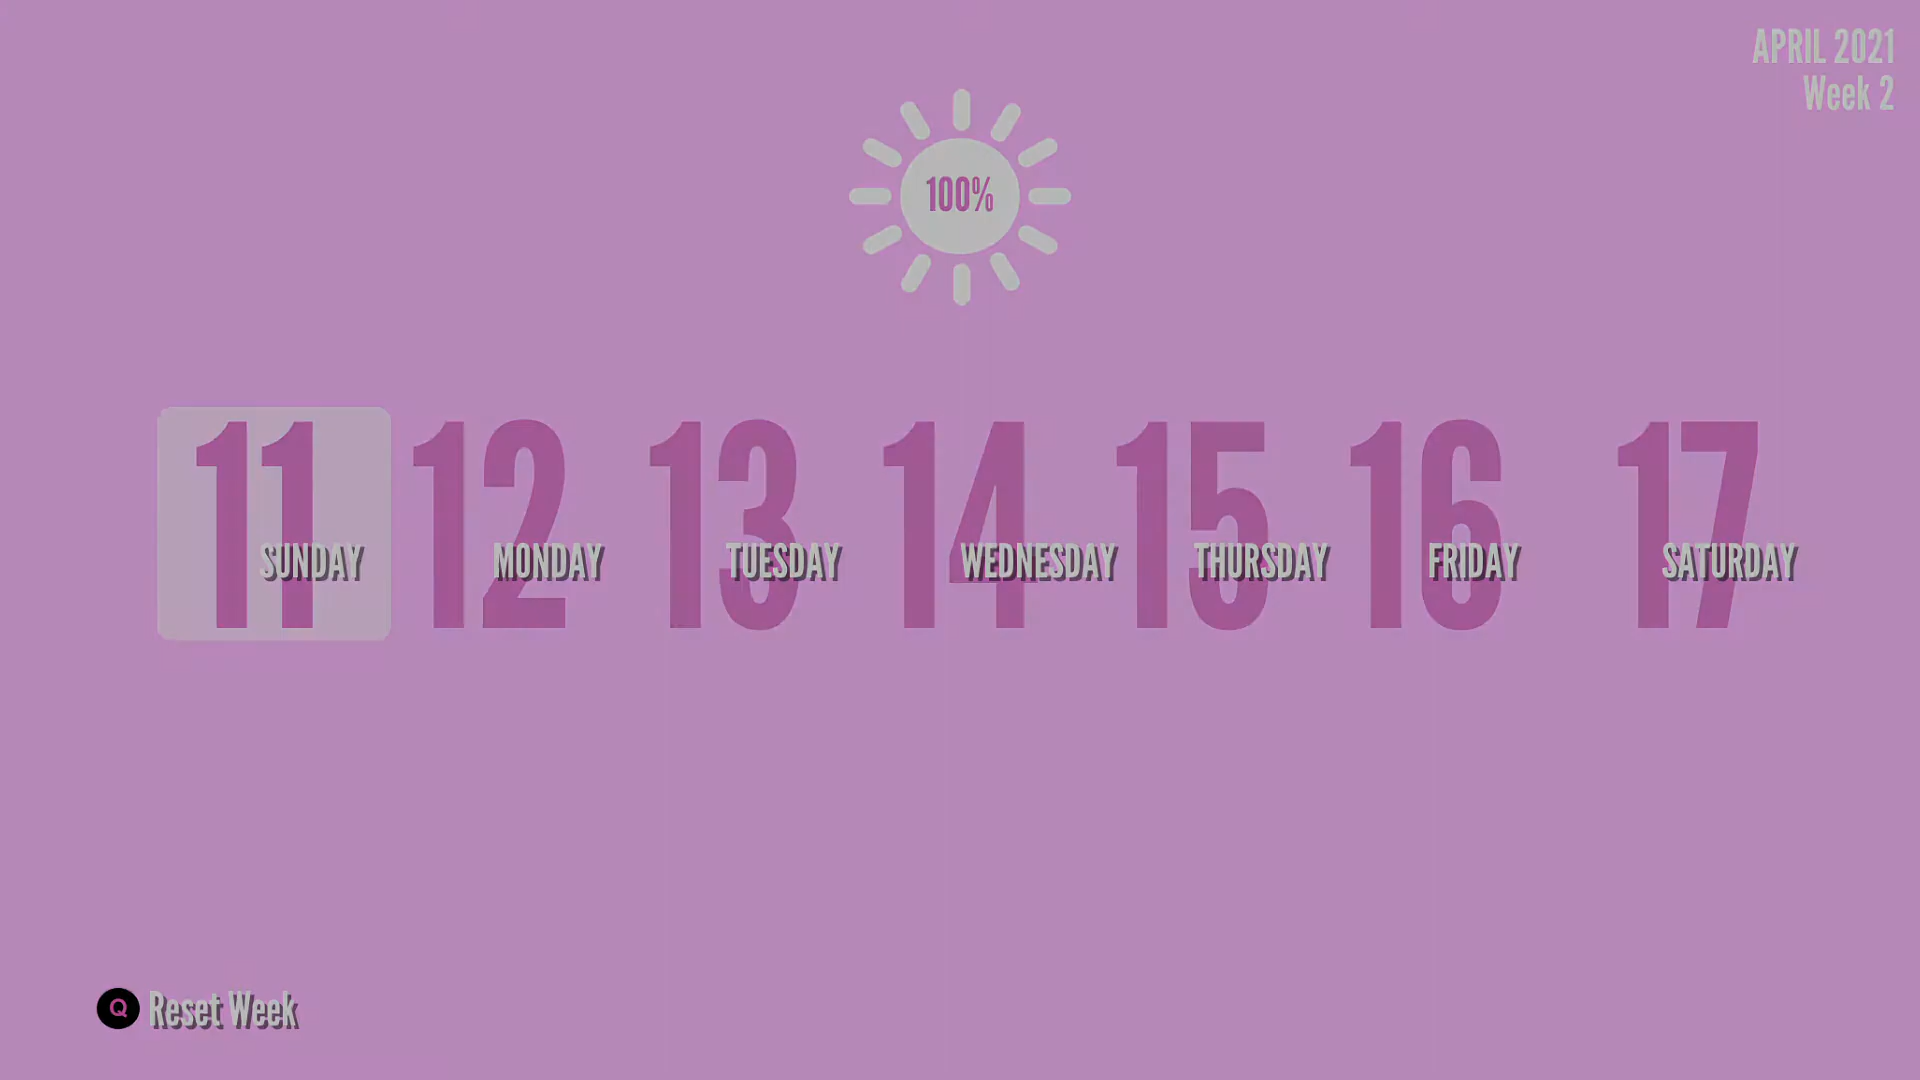 APRIL 2021
Week 2
100%
11 12 13 14 15 16 17
SUNDAY MONDAY TUESDAY WEDNESDAY THURSDAY FRIDAY SATURDAY
Q Reset Week